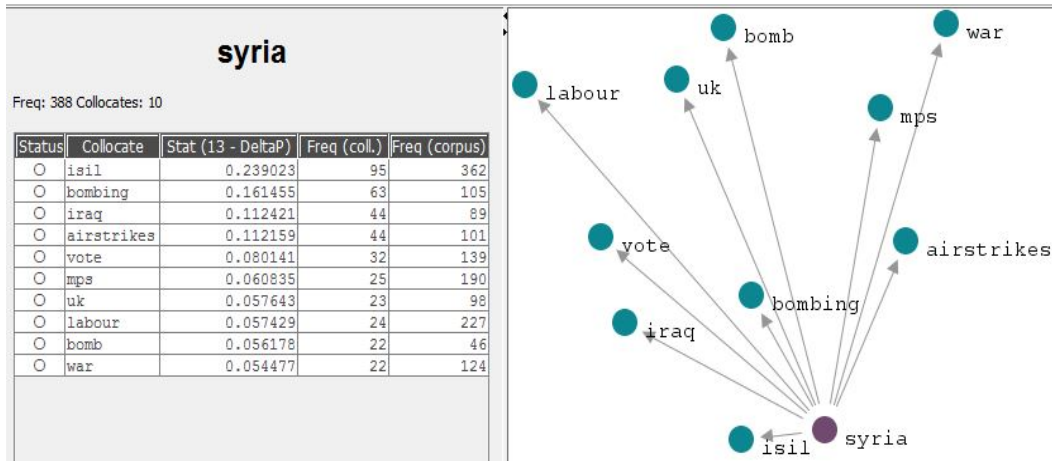 syria
Freq: 388 Collocates: 10
Status Collocate Stat (13 - DeltaP) Freq (coll.) Freq (corpus)
isil 0.239023 95 362
bombing 0.161455 63 105
iraq 0.112421 44 89
airstrikes 0.112159 44 101
vote 0.080141 32 139
mps 0.060835 25 190
uk 0.057643 23 98
labour 0.057429 24 227
bomb 0.056178 22 46
war 0.054477 22 124
bomb
war
labour
uk
mps
vote
airstrikes
bombing
iraq
isil
syria